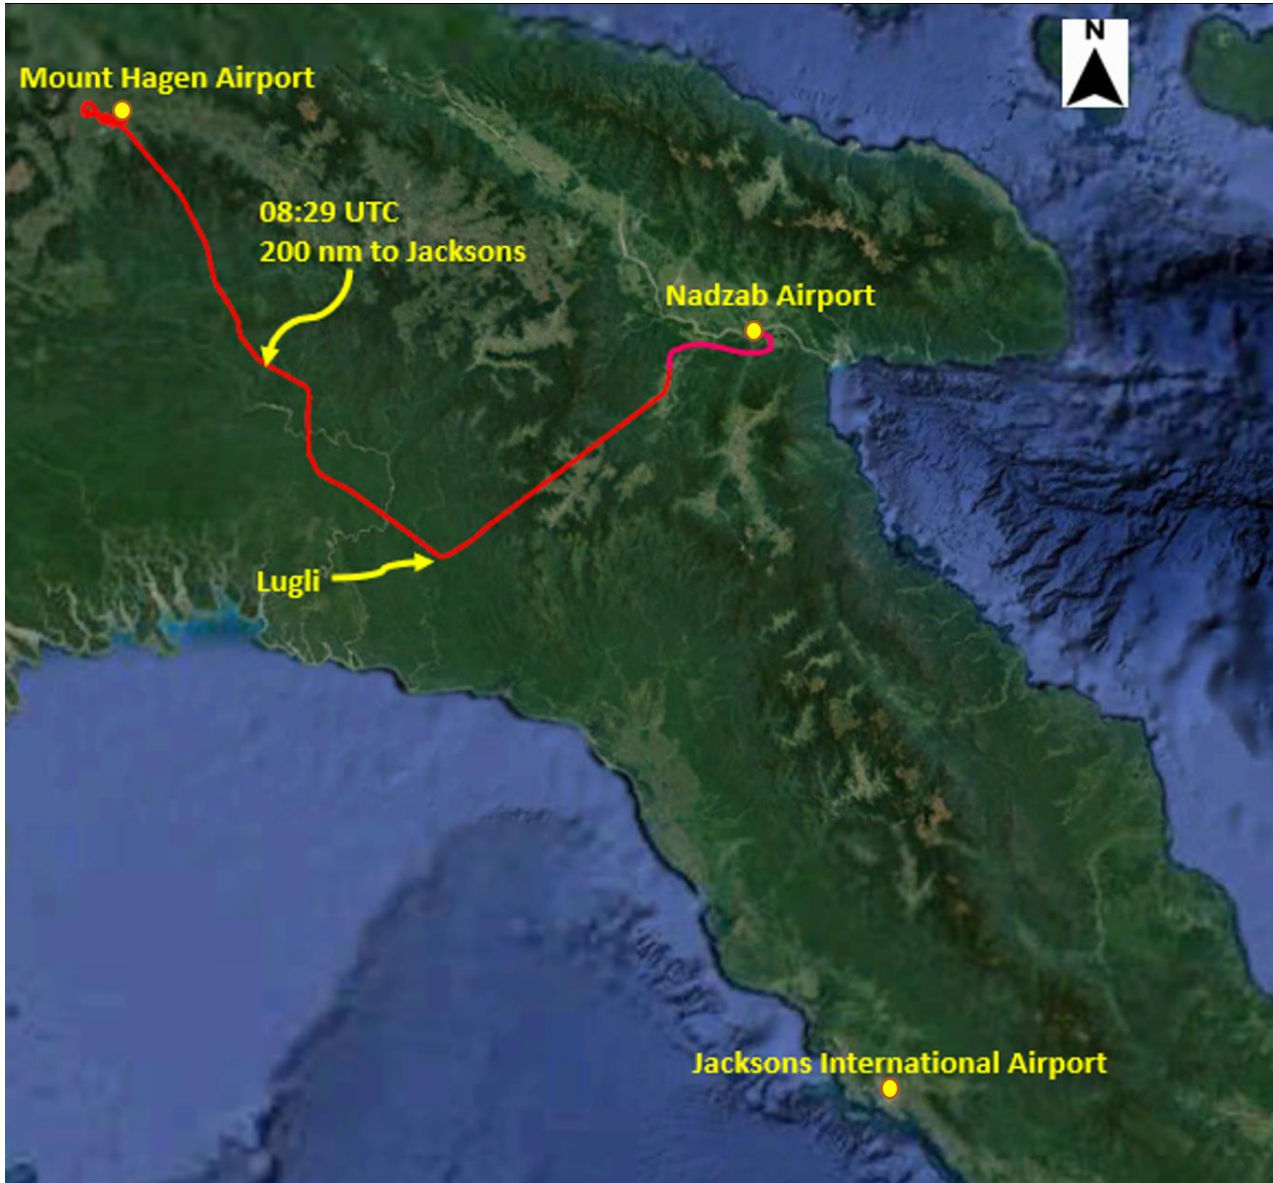 N
Mount Hagen Airport
08:29 UTC
200 nm to Jacksons
Nadzab Airport
Lugli
Jacksons International Airport